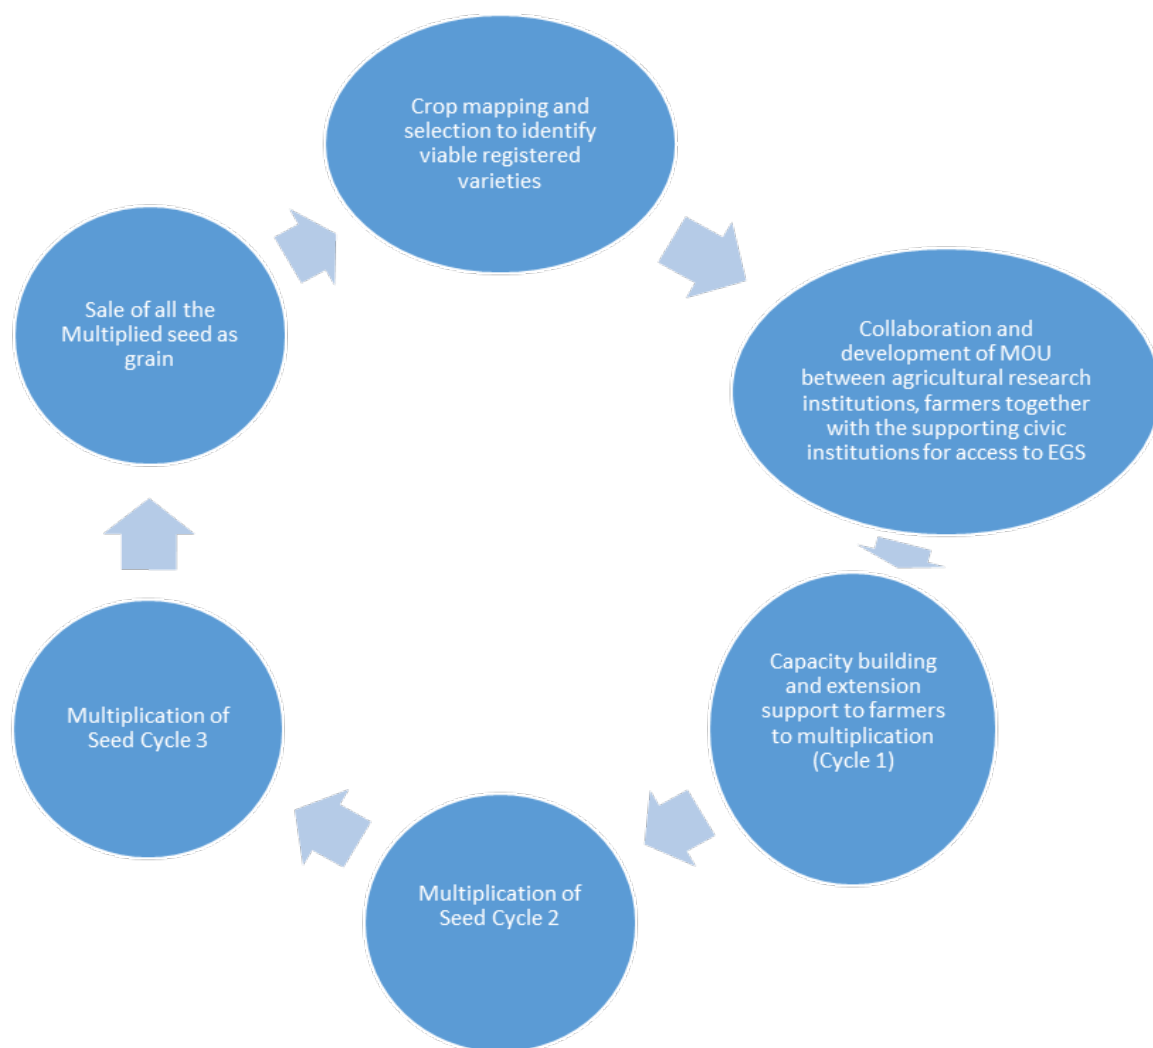 Crop mapping and
selection to identify
viable registered
varieties
Collaboration and
development of MOU
between agricultural research
institutions, farmers together
with the supporting civic
institutions for access to EGS
Capacity building
and extension
support to farmers
to multiplication
(Cycle 1)
Multiplication of
Seed Cycle 2
Multiplication of
Seed Cycle 3
Sale of all the
Multiplied seed as
grain